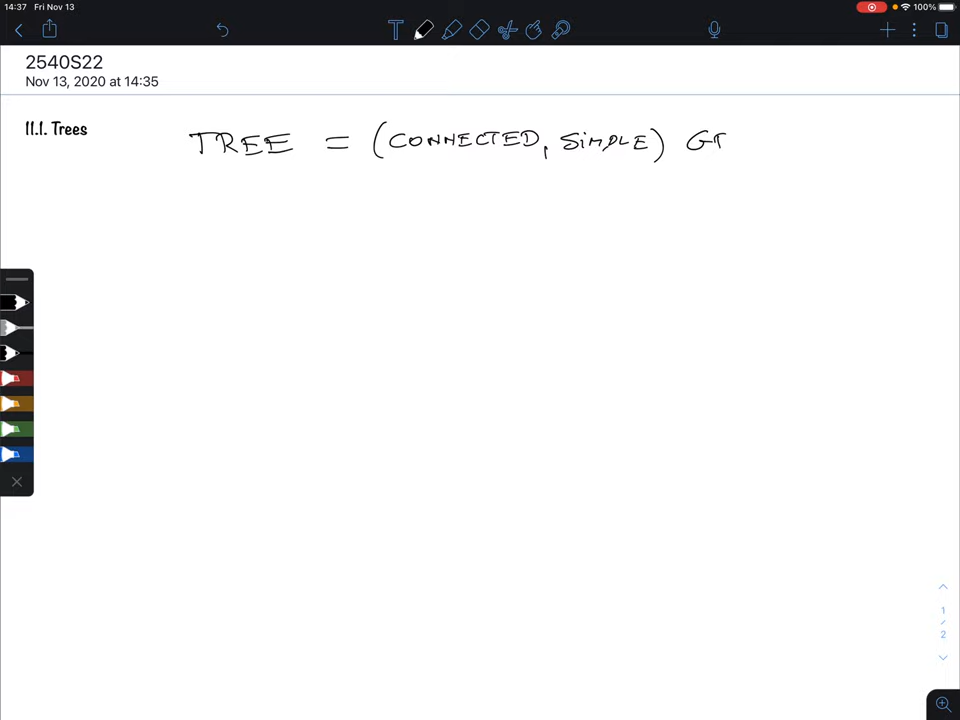 14:37 Fri Nov 13
100%
T
2540S22
Nov 13, 2020 at 14:35
11.1. Trees
TREE = (CONNECTED, SIMPLE) GR
1
2